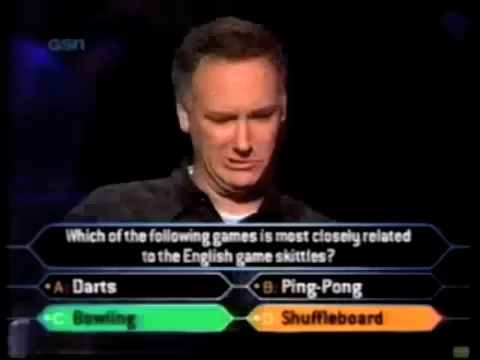 GSN
Which of the following games is most closely related
to the English game skittles?
A: Darts
B: Ping-Pong
C: Bowling
D: Shuffleboard